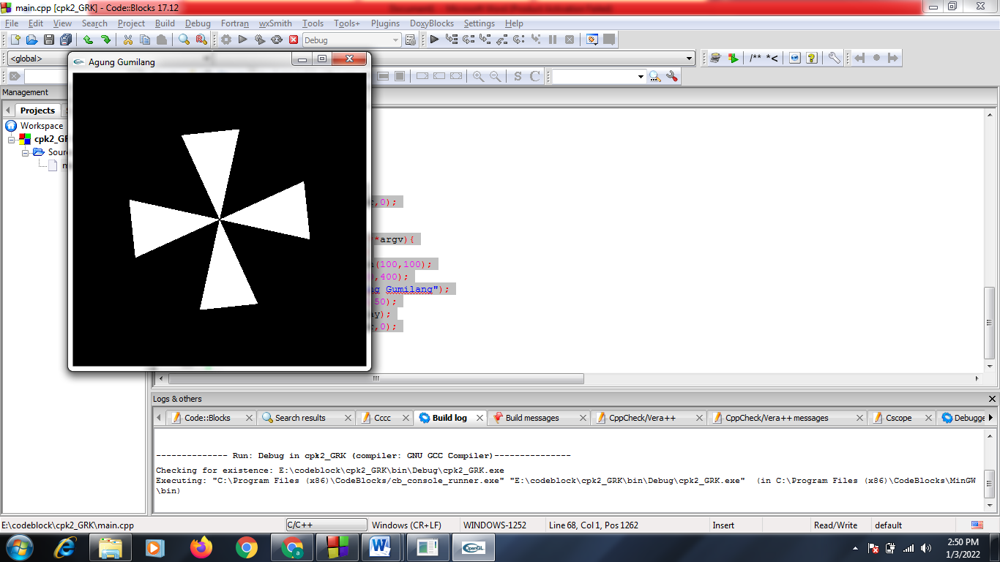 main.cpp [cpk2_GRK] - Code::Blocks 17.12
File Edit View Search Project Build Debug Fortran wxSmith Tools Tools+ Plugins DoxyBlocks Settings Help
Debug
<global>
/** *<
S C
Agung Gumilang
Management
Projects
Workspace
cpk2_GR
Sour
,0);
*argv){
(100,100);
,400);
g Gumilang");
50);
y);
,0);
Logs & others
Code::Blocks
Search results
Cccc
Build log
Build messages
CppCheck/Vera++
CppCheck/Vera++ messages
Cscope
Debugge
-------------- Run: Debug in cpk2_GRK (compiler: GNU GCC Compiler)---------------
Checking for existence: E:\codeblock\cpk2_GRK\bin\Debug\cpk2_GRK.exe
Executing: "C:\Program Files (x86)\CodeBlocks/cb_console_runner.exe" "E:\codeblock\cpk2_GRK\bin\Debug\cpk2_GRK.exe"  (in C:\Program Files (x86)\CodeBlocks\MinGW
\bin)
E:\codeblock\cpk2_GRK\main.cpp
C/C++
Windows (CR+LF)
WINDOWS-1252
Line 68, Col 1, Pos 1262
Insert
Read/Write
default
OpenGL
2:50 PM
1/3/2022